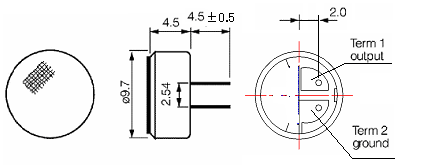 4.5
4.5 ±0.5
2.0
ø9.7
2.54
Term 1
output
Term 2
ground